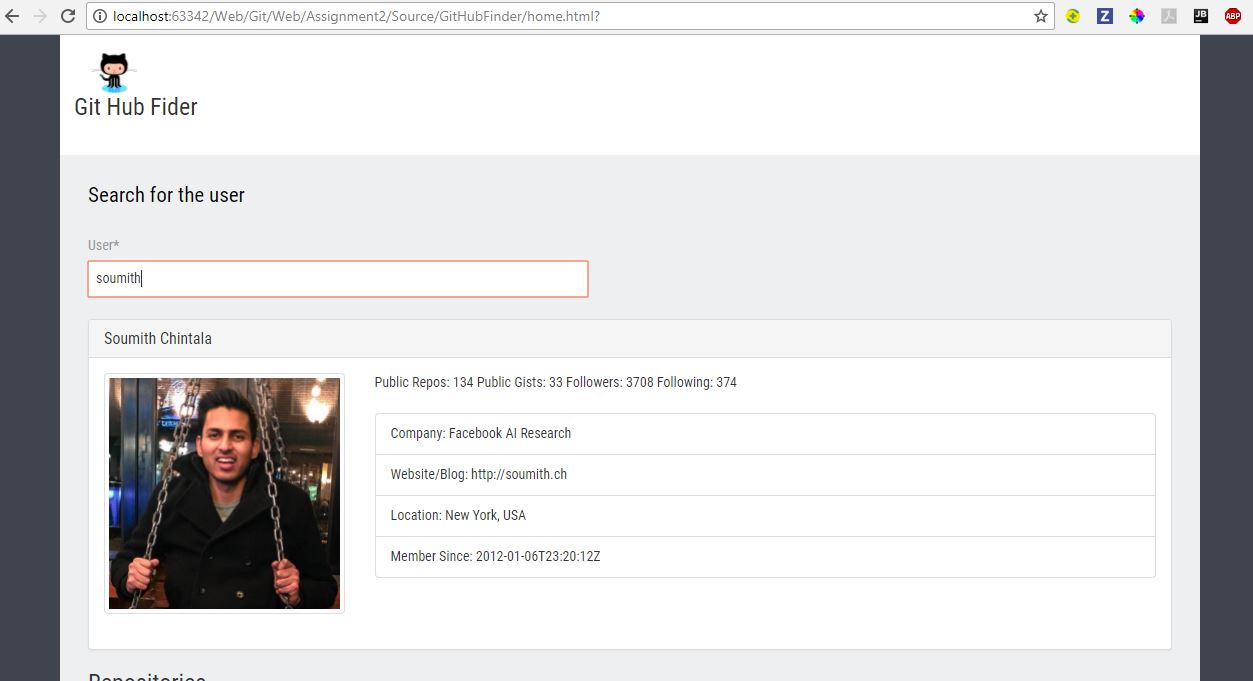 localhost:63342/Web/Git/Web/Assignment2/Source/GitHubFinder/home.html?
Z
JB
ABP
Git Hub Fider
Search for the user
User*
soumith
Soumith Chintala
Public Repos: 134 Public Gists: 33 Followers: 3708 Following: 374
Company: Facebook AI Research
Website/Blog: http://soumith.ch
Location: New York, USA
Member Since: 2012-01-06T23:20:12Z
Repositories